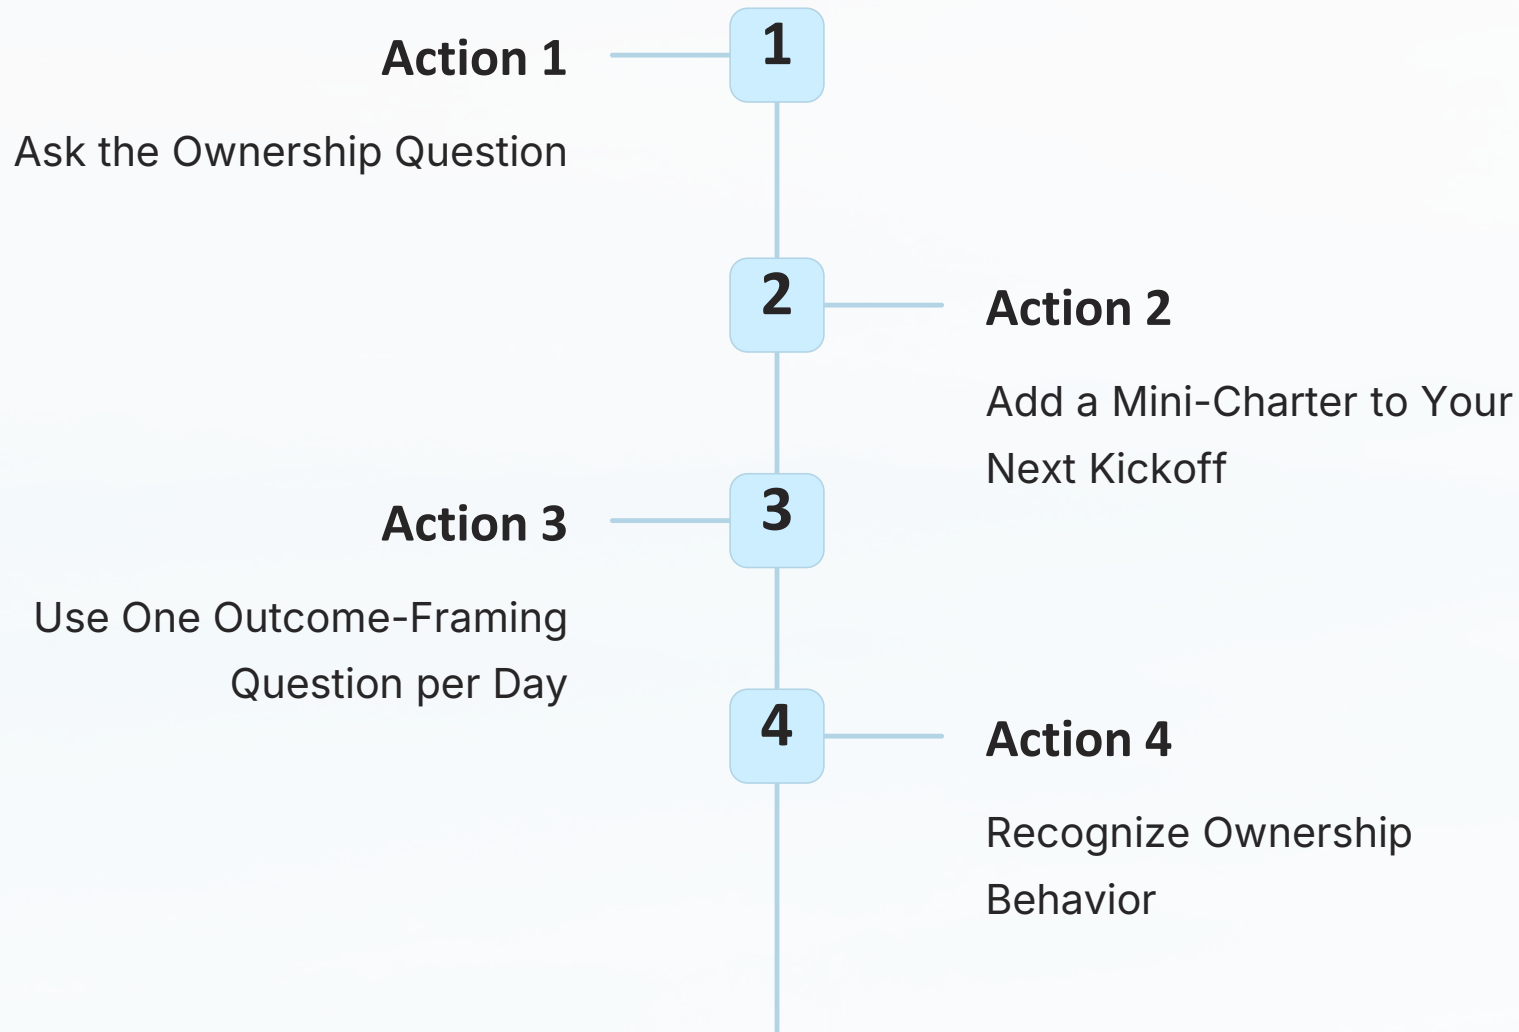 Action 1
1
Ask the Ownership Question
2
Action 2
Add a Mini-Charter to Your
Next Kickoff
Action 3
3
Use One Outcome-Framing
Question per Day
4
Action 4
Recognize Ownership
Behavior